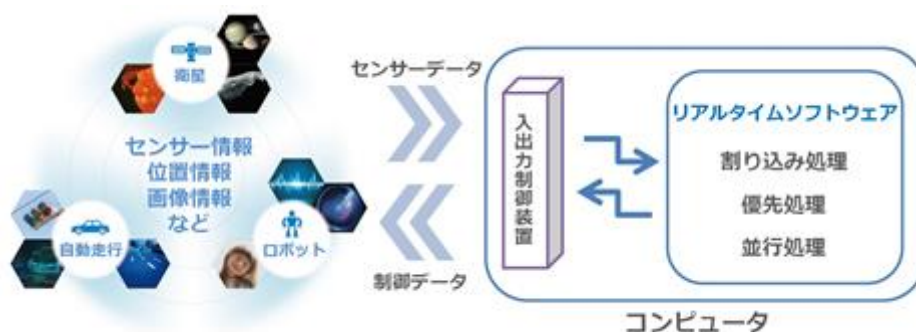 衛星
センサー情報
位置情報
画像情報
など
自動走行
ロボット
センサーデータ
制御データ
入出力制御装置
リアルタイムソフトウェア
割り込み処理
優先処理
並行処理
コンピュータ